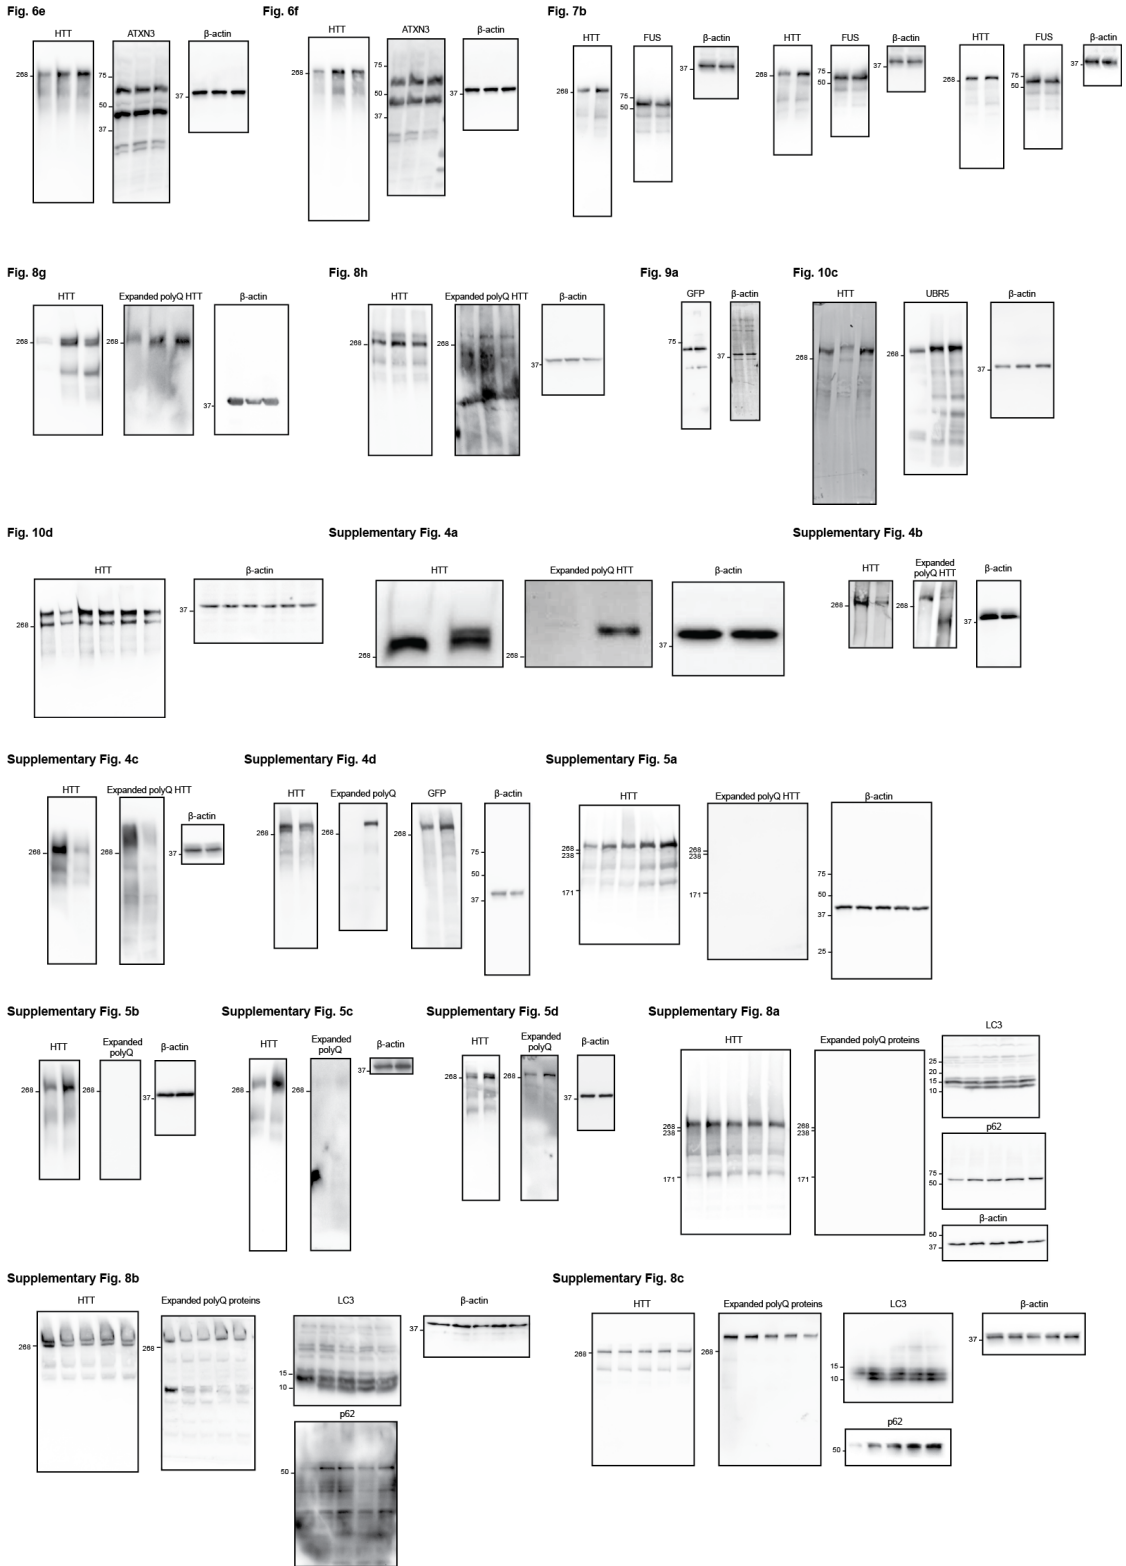 Fig. 6e
Fig. 6f
Fig. 7b
HTT
ATXN3
β-actin
HTT
ATXN3
β-actin
HTT
FUS
β-actin
HTT
FUS
β-actin
HTT
FUS
β-actin
268
75
50
37
37
268
75
50
37
37
268
75
50
37
268
75
50
37
268
75
50
37
Fig. 8g
Fig. 8h
Fig. 9a
Fig. 10c
HTT
Expanded polyQ HTT
β-actin
HTT
Expanded polyQ HTT
β-actin
GFP
β-actin
HTT
UBR5
β-actin
268
268
37
268
268
37
75
37
268
37
Fig. 10d
Supplementary Fig. 4a
Supplementary Fig. 4b
HTT
β-actin
HTT
Expanded polyQ HTT
β-actin
HTT
Expanded
polyQ HTT
β-actin
268
37
268
268
37
268
268
37
Supplementary Fig. 4c
Supplementary Fig. 4d
Supplementary Fig. 5a
HTT
Expanded polyQ HTT
β-actin
HTT
Expanded polyQ
GFP
β-actin
HTT
Expanded polyQ HTT
β-actin
268
268
37
268
268
268
75
50
37
268
238
171
268
238
171
75
50
37
25
Supplementary Fig. 5b
Supplementary Fig. 5c
Supplementary Fig. 5d
Supplementary Fig. 8a
HTT
Expanded
polyQ
β-actin
HTT
Expanded
polyQ
β-actin
HTT
Expanded
polyQ
β-actin
HTT
Expanded polyQ proteins
LC3
268
268
37
268
268
37
268
268
37
268
238
171
268
238
171
25
20
15
10
p62
75
50
β-actin
50
37
Supplementary Fig. 8b
Supplementary Fig. 8c
HTT
Expanded polyQ proteins
LC3
β-actin
268
268
15
10
37
p62
50
HTT
Expanded polyQ proteins
LC3
β-actin
268
268
15
10
37
p62
50